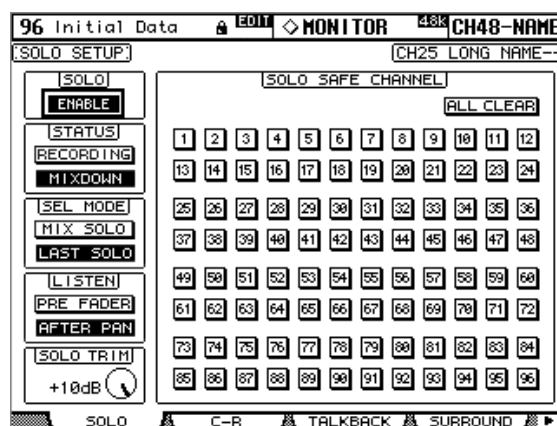 96 Initial Data EDIT ◇MONITOR 48K CH48-NAME
SOLO SETUP CH25 LONG NAME--
SOLO
ENABLE
STATUS
RECORDING
MIXDOWN
SEL MODE
MIX SOLO
LAST SOLO
LISTEN
PRE FADER
AFTER PAN
SOLO TRIM
+10dB
SOLO SAFE CHANNEL
ALL CLEAR
1 2 3 4 5 6 7 8 9 10 11 12
13 14 15 16 17 18 19 20 21 22 23 24
25 26 27 28 29 30 31 32 33 34 35 36
37 38 39 40 41 42 43 44 45 46 47 48
49 50 51 52 53 54 55 56 57 58 59 60
61 62 63 64 65 66 67 68 69 70 71 72
73 74 75 76 77 78 79 80 81 82 83 84
85 86 87 88 89 90 91 92 93 94 95 96
SOLO C-R TALKBACK SURROUND